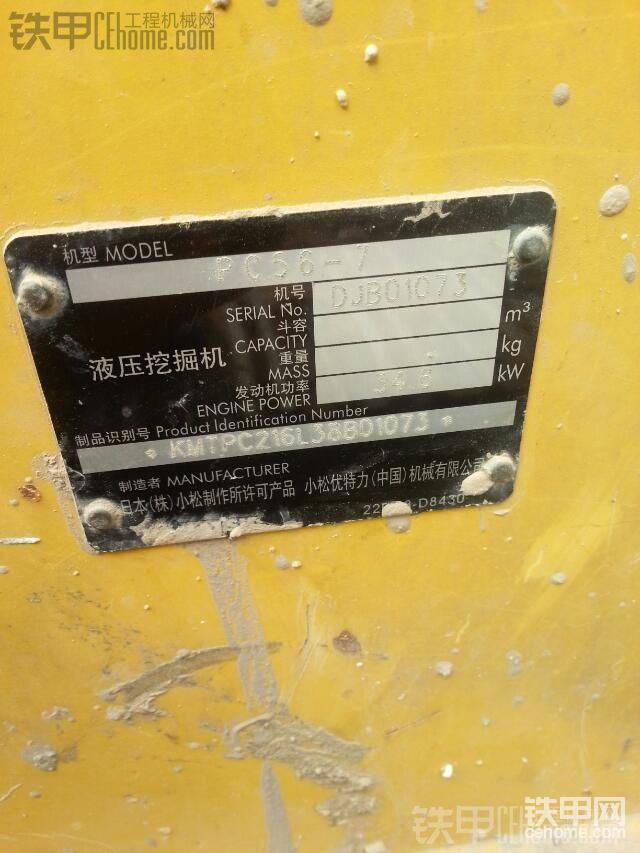 铁甲CEhome.com 工程机械网
机型 MODEL PC56-7
机号 SERIAL No. DJB01073
液压挖掘机
斗容 CAPACITY m³
重量 MASS kg
发动机功率 ENGINE POWER 34.6 kW
制品识别号 Product Identification Number
KMTPC216L38B01073
制造者 MANUFACTURER
日本(株)小松制作所许可产品 小松优特力(中国)机械有限公司
D8430
铁甲网
cehome.com